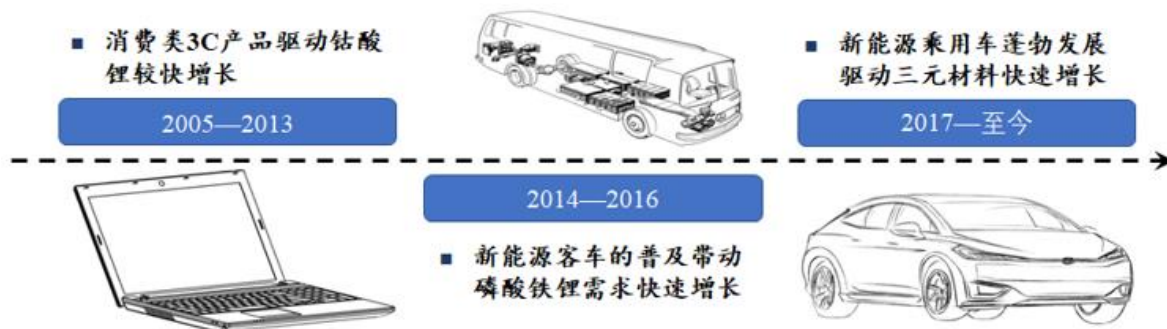 ■ 消费类3C产品驱动钴酸
锂较快增长
2005—2013
2014—2016
■ 新能源客车的普及带动
磷酸铁锂需求快速增长
■ 新能源乘用车蓬勃发展
驱动三元材料快速增长
2017—至今